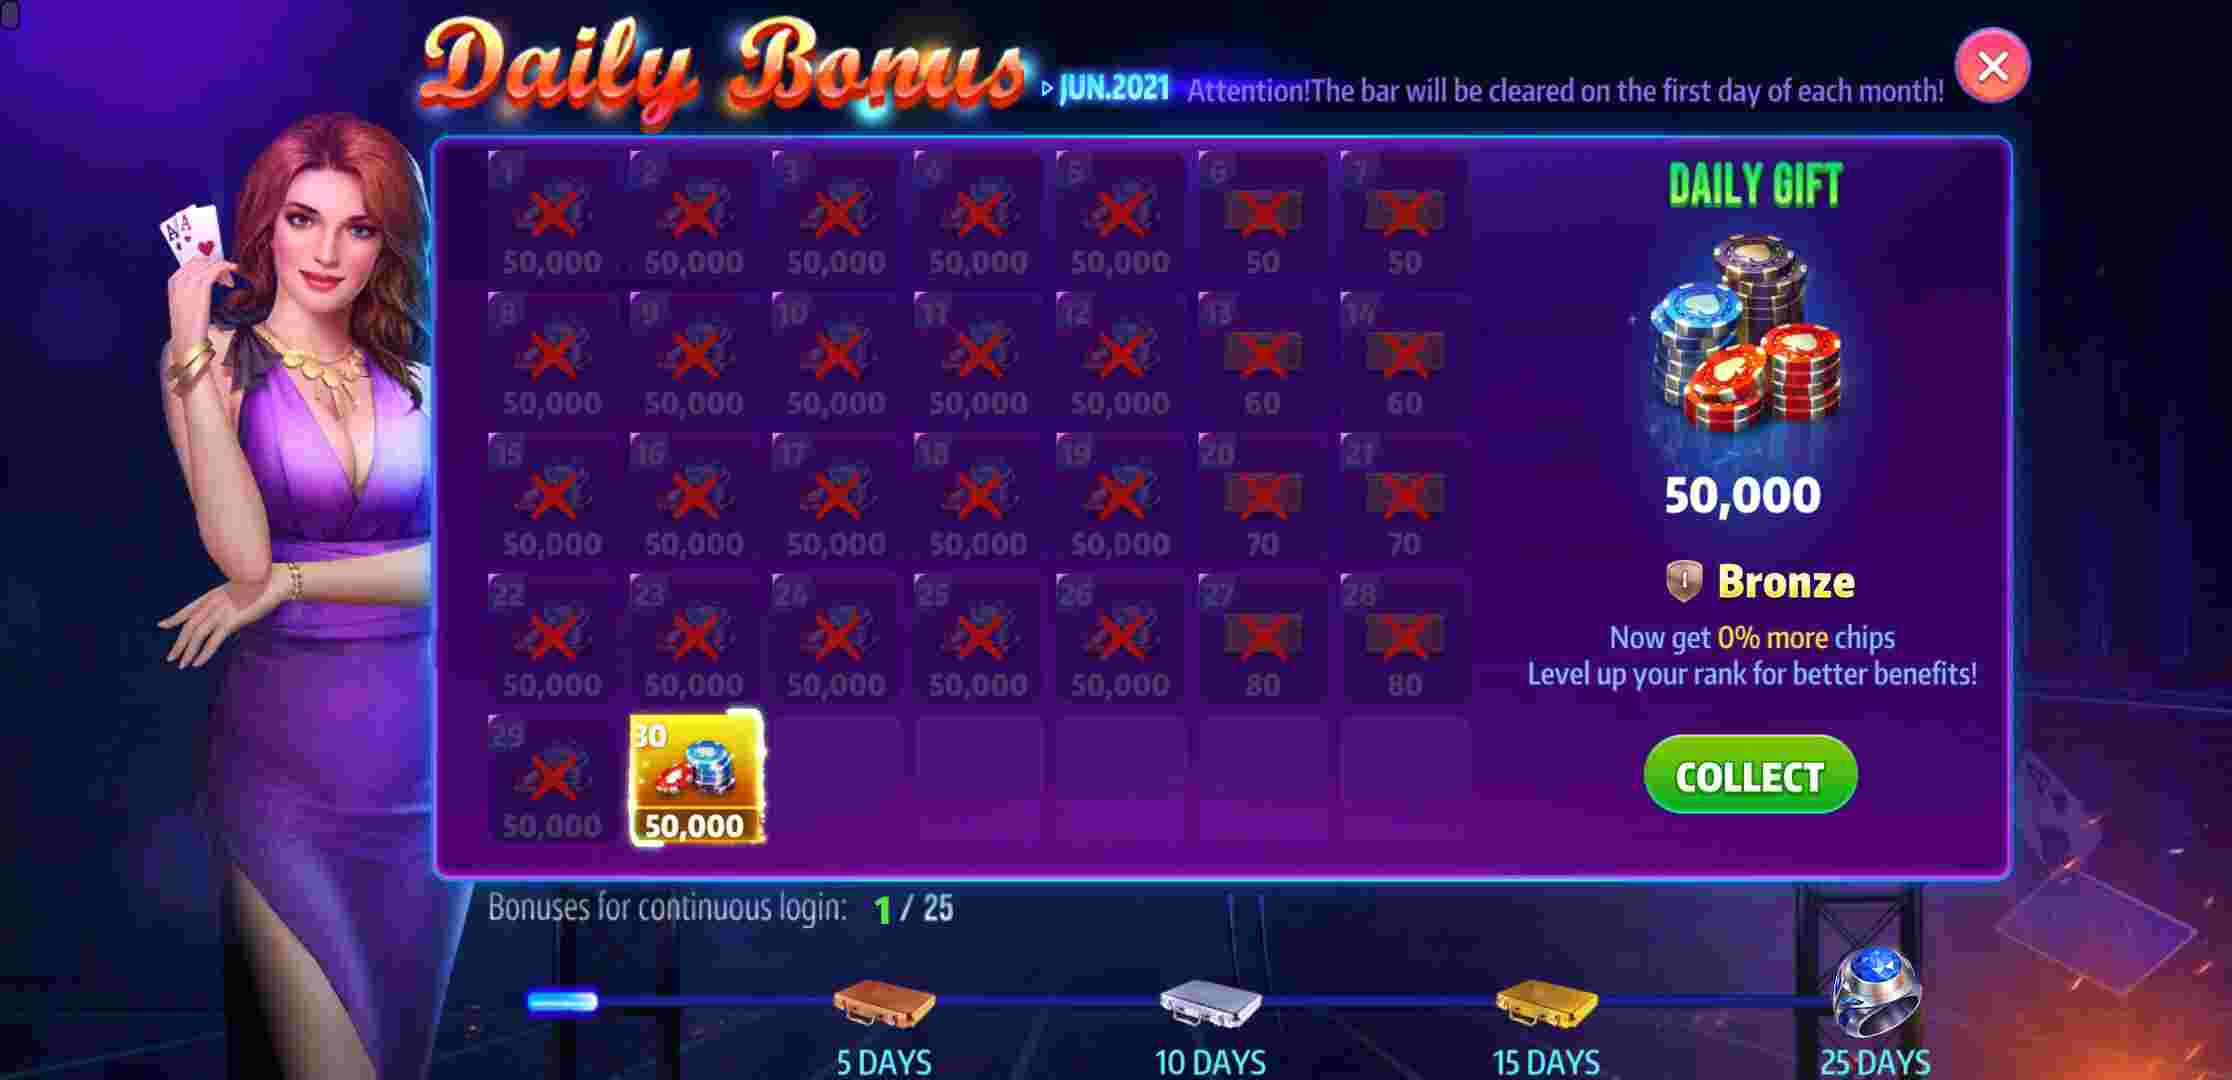 Daily Bonus
JUN.2021
Attention!The bar will be cleared on the first day of each month!
A A
1 2 3 4 5 6 7
50,000 50,000 50,000 50,000 50,000 50 50
8 9 10 11 12 13 14
50,000 50,000 50,000 50,000 50,000 60 60
15 16 17 18 19 20 21
50,000 50,000 50,000 50,000 50,000 70 70
22 23 24 25 26 27 28
50,000 50,000 50,000 50,000 50,000 80 80
29 30
50,000 50,000
DAILY GIFT
50,000
Bronze
Now get 0% more chips
Level up your rank for better benefits!
COLLECT
Bonuses for continuous login: 1 / 25
5 DAYS 10 DAYS 15 DAYS 25 DAYS